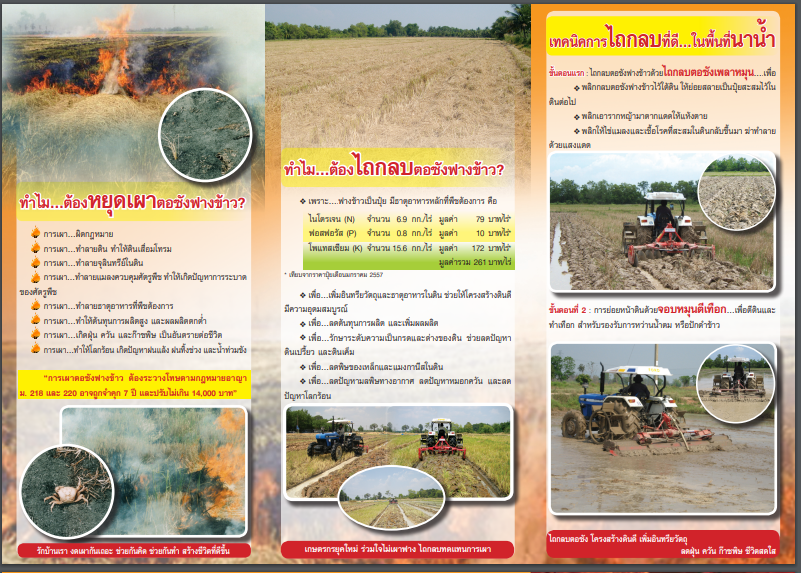 ทำไม...ต้องหยุดเผาตอซังฟางข้าว?
การเผา...ผิดกฎหมาย
การเผา...ทำลายดิน ทำให้ดินเสื่อมโทรม
การเผา...ทำลายจุลินทรีย์ในดิน
การเผา...ทำลายแมลงควบคุมศัตรูพืช ทำให้เกิดปัญหาการระบาด
ของศัตรูพืช
การเผา...ทำลายธาตุอาหารที่พืชต้องการ
การเผา...ทำให้ต้นทุนการผลิตสูง และผลผลิตตกต่ำ
การเผา...เกิดฝุ่น ควัน และก๊าซพิษ เป็นอันตรายต่อชีวิต
การเผา...ทำให้โลกร้อน เกิดปัญหาฝนแล้ง ฝนทิ้งช่วง และน้ำท่วมขัง
"การเผาตอซังฟางข้าว ต้องระวางโทษตามกฎหมายอาญา
ม. 218 และ 220 อาจถูกจำคุก 7 ปี และปรับไม่เกิน 14,000 บาท"
รักบ้านเรา งดเผากันเถอะ ช่วยกันคิด ช่วยกันทำ สร้างชีวิตที่ดีขึ้น
ทำไม...ต้องไถกลบตอซังฟางข้าว?
❖ เพราะ...ฟางข้าวเป็นปุ๋ย มีธาตุอาหารหลักที่พืชต้องการ คือ
ไนโตรเจน (N) จำนวน 6.9 กก./ไร่ มูลค่า 79 บาท/ไร่*
ฟอสฟอรัส (P) จำนวน 0.8 กก./ไร่ มูลค่า 10 บาท/ไร่*
โพแทสเซียม (K) จำนวน 15.6 กก./ไร่ มูลค่า 172 บาท/ไร่*
มูลค่ารวม 261 บาท/ไร่
* เทียบจากราคาปุ๋ยเดือนมกราคม 2557
❖ เพื่อ...เพิ่มอินทรียวัตถุและธาตุอาหารในดิน ช่วยให้โครงสร้างดินดี
มีความอุดมสมบูรณ์
❖ เพื่อ...ลดต้นทุนการผลิต และเพิ่มผลผลิต
❖ เพื่อ...รักษาระดับความเป็นกรดและด่างของดิน ช่วยลดปัญหา
ดินเปรี้ยว และดินเค็ม
❖ เพื่อ...ลดพิษของเหล็กและแมงกานีสในดิน
❖ เพื่อ...ลดปัญหามลพิษทางอากาศ ลดปัญหาหมอกควัน และลด
ปัญหาโลกร้อน
เกษตรกรยุคใหม่ ร่วมใจไม่เผาฟาง ไถกลบทดแทนการเผา
เทคนิคการไถกลบที่ดี...ในพื้นที่นาน้ำ
ขั้นตอนแรก : ไถกลบตอซังฟางข้าวด้วยไถกลบตอซังเพลาหมุน....เพื่อ
❖ พลิกกลบตอซังฟางข้าวไว้ใต้ดิน ให้ย่อยสลายเป็นปุ๋ยสะสมไว้ใน
ดินต่อไป
❖ พลิกเอารากหญ้ามาตากแดดให้แห้งตาย
❖ พลิกให้ไข่แมลงและเชื้อโรคที่สะสมในดินกลับขึ้นมา ฆ่าทำลาย
ด้วยแสงแดด
ขั้นตอนที่ 2 : การย่อยหน้าดินด้วยจอบหมุนตีเทือก...เพื่อตีดินและ
ทำเทือก สำหรับรองรับการหว่านน้ำตม หรือปักดำข้าว
ไถกลบตอซัง โครงสร้างดินดี เพิ่มอินทรียวัตถุ
ลดฝุ่น ควัน ก๊าซพิษ ชีวิตสดใส